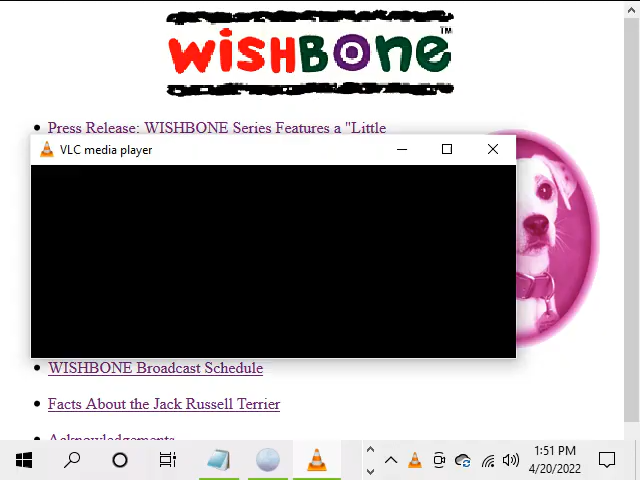 WISHBONE™
Press Release: WISHBONE Series Features a "Little
VLC media player
WISHBONE Broadcast Schedule
Facts About the Jack Russell Terrier
Acknowledgements
1:51 PM
4/20/2022